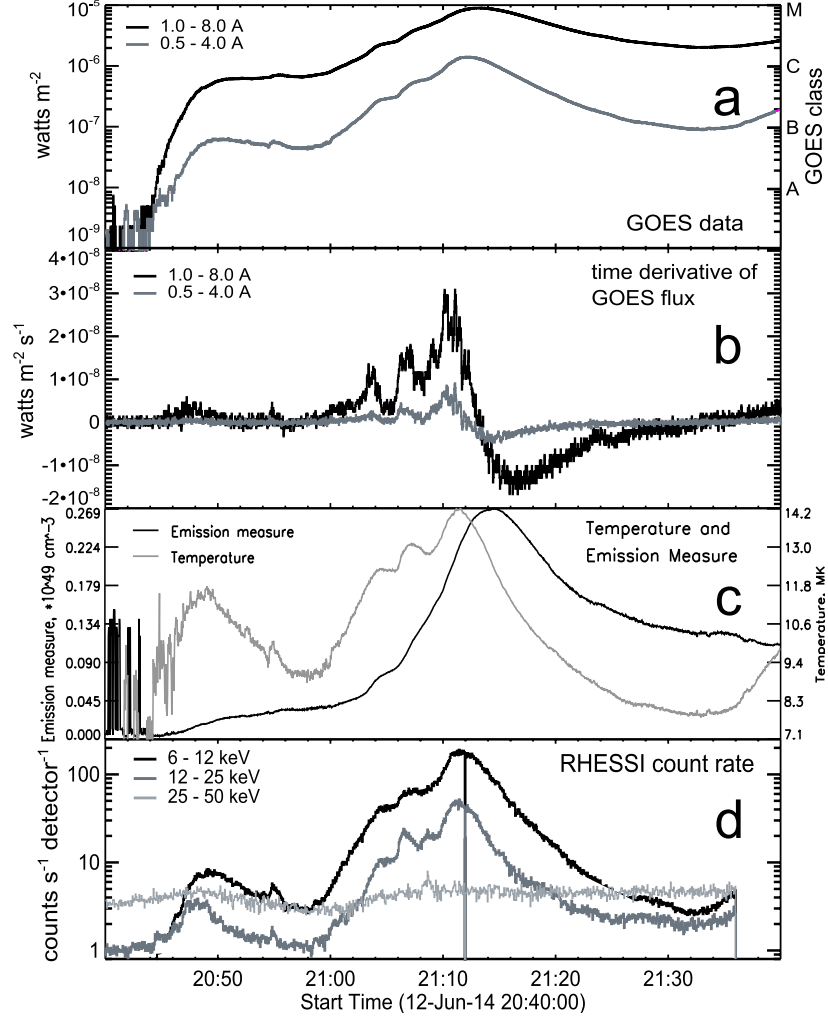 10⁻⁵
10⁻⁶
10⁻⁷
10⁻⁸
10⁻⁹
watts m⁻²
1.0 - 8.0 A
0.5 - 4.0 A
a
GOES data
M
C
B
A
GOES class
4•10⁻⁸
3•10⁻⁸
2•10⁻⁸
1•10⁻⁸
0
-1•10⁻⁸
-2•10⁻⁸
watts m⁻² s⁻¹
1.0 - 8.0 A
0.5 - 4.0 A
time derivative of
GOES flux
b
0.269
0.224
0.179
0.134
0.090
0.045
0.000
Emission measure, *10^49 cm^-3
Emission measure
Temperature
Temperature and
Emission Measure
c
14.2
13.0
11.8
10.6
9.4
8.3
7.1
Temperature, MK
100
10
1
counts s⁻¹ detector⁻¹
6 - 12 keV
12 - 25 keV
25 - 50 keV
RHESSI count rate
d
20:50 21:00 21:10 21:20 21:30
Start Time (12-Jun-14 20:40:00)